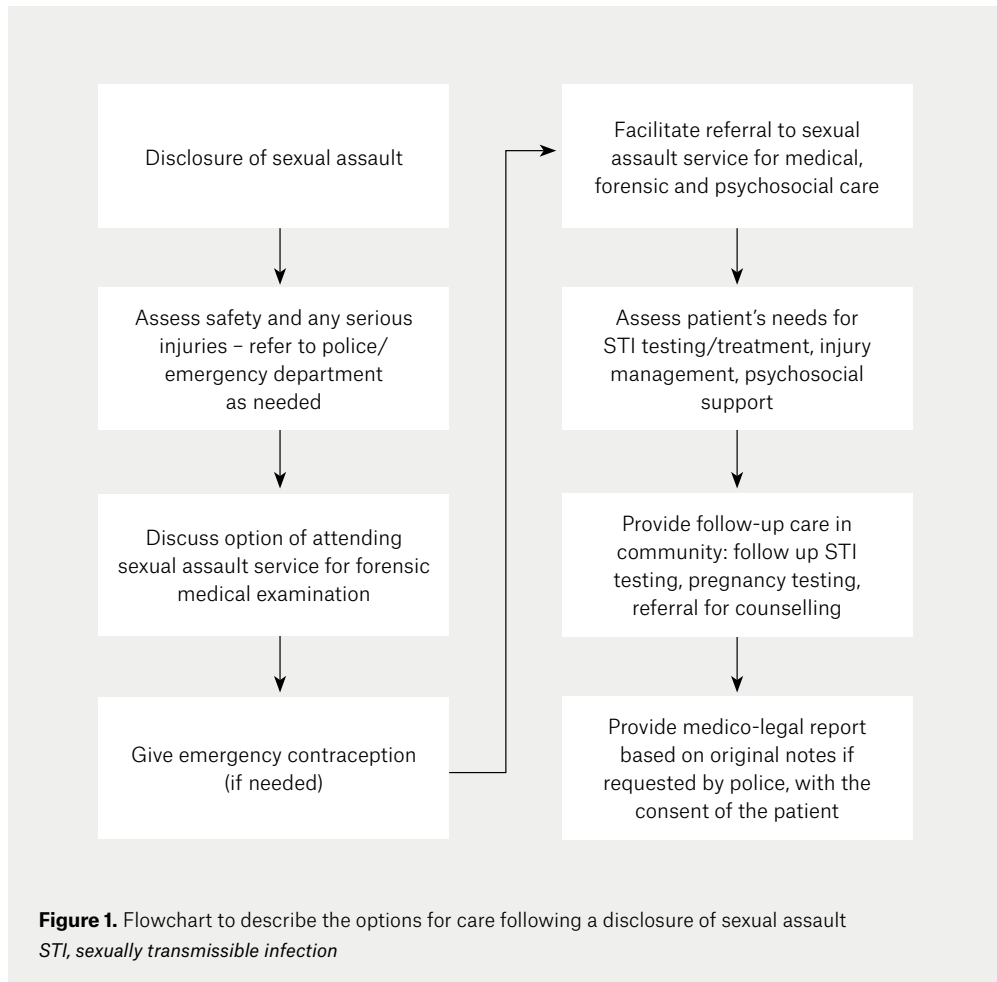 Disclosure of sexual assault
Assess safety and any serious
injuries – refer to police/
emergency department
as needed
Discuss option of attending
sexual assault service for forensic
medical examination
Give emergency contraception
(if needed)
Facilitate referral to sexual
assault service for medical,
forensic and psychosocial care
Assess patient's needs for
STI testing/treatment, injury
management, psychosocial
support
Provide follow-up care in
community: follow up STI
testing, pregnancy testing,
referral for counselling
Provide medico-legal report
based on original notes if
requested by police, with the
consent of the patient
Figure 1. Flowchart to describe the options for care following a disclosure of sexual assault
STI, sexually transmissible infection